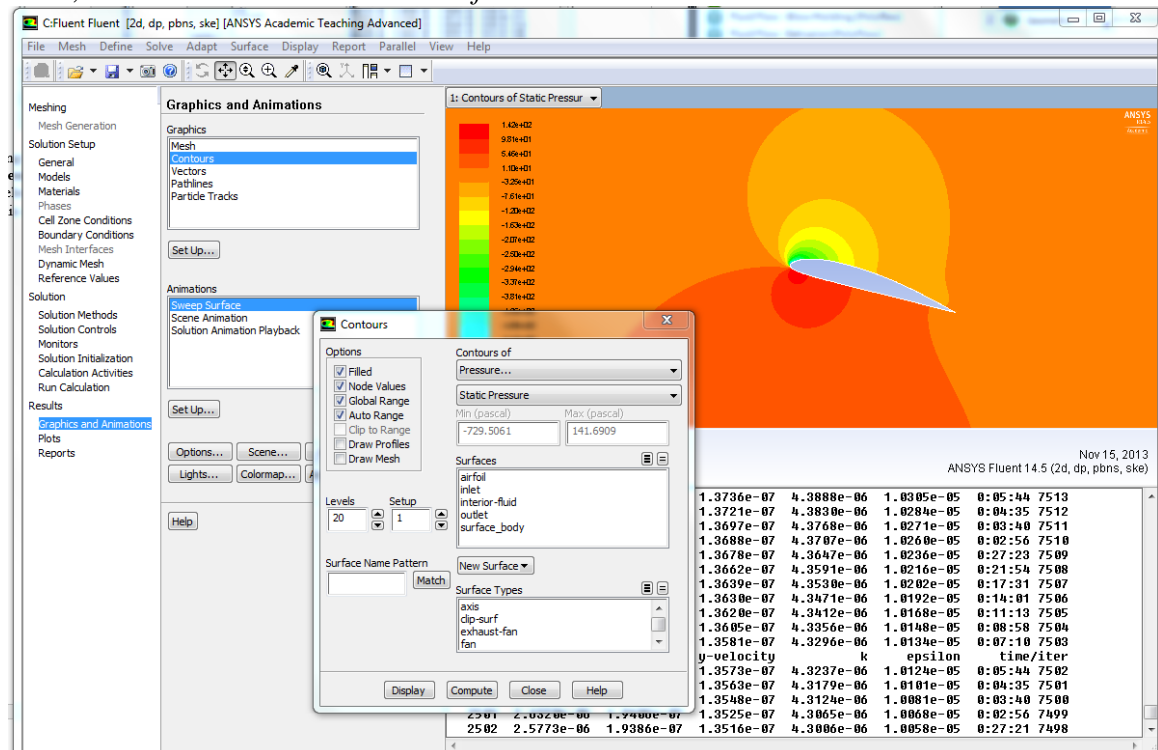 C:Fluent Fluent [2d, dp, pbns, ske] [ANSYS Academic Teaching Advanced]
File Mesh Define Solve Adapt Surface Display Report Parallel View Help
Meshing
Mesh Generation
Solution Setup
General
Models
Materials
Phases
Cell Zone Conditions
Boundary Conditions
Mesh Interfaces
Dynamic Mesh
Reference Values
Solution
Solution Methods
Solution Controls
Monitors
Solution Initialization
Calculation Activities
Run Calculation
Results
Graphics and Animations
Plots
Reports
Graphics and Animations
Graphics
Mesh
Contours
Vectors
Pathlines
Particle Tracks
Set Up...
Animations
Sweep Surface
Scene Animation
Solution Animation Playback
Set Up...
Options... Scene...
Lights... Colormap...
Help
1: Contours of Static Pressur
1.42e+02
9.81e+01
5.46e+01
1.10e+01
-3.25e+01
-7.61e+01
-1.20e+02
-1.63e+02
-2.07e+02
-2.50e+02
-2.94e+02
-3.37e+02
-3.81e+02
ANSYS
Nov 15, 2013
ANSYS Fluent 14.5 (2d, dp, pbns, ske)
Contours
Options
Filled
Node Values
Global Range
Auto Range
Clip to Range
Draw Profiles
Draw Mesh
Levels Setup
20 1
Surface Name Pattern
Match
Contours of
Pressure...
Static Pressure
Min (pascal) Max (pascal)
-729.5061 141.6909
Surfaces
airfoil
inlet
interior-fluid
outlet
surface_body
New Surface
Surface Types
axis
clip-surf
exhaust-fan
fan
Display Compute Close Help
1.3736e-07 4.3888e-06 1.0305e-05 0:05:44 7513
1.3721e-07 4.3830e-06 1.0284e-05 0:04:35 7512
1.3697e-07 4.3768e-06 1.0271e-05 0:03:40 7511
1.3688e-07 4.3707e-06 1.0260e-05 0:02:56 7510
1.3678e-07 4.3647e-06 1.0236e-05 0:27:23 7509
1.3662e-07 4.3591e-06 1.0216e-05 0:21:54 7508
1.3639e-07 4.3530e-06 1.0202e-05 0:17:31 7507
1.3630e-07 4.3471e-06 1.0192e-05 0:14:01 7506
1.3620e-07 4.3412e-06 1.0168e-05 0:11:13 7505
1.3605e-07 4.3356e-06 1.0148e-05 0:08:58 7504
1.3581e-07 4.3296e-06 1.0134e-05 0:07:10 7503
y-velocity k epsilon time/iter
1.3573e-07 4.3237e-06 1.0124e-05 0:05:44 7502
1.3563e-07 4.3179e-06 1.0101e-05 0:04:35 7501
1.3548e-07 4.3124e-06 1.0081e-05 0:03:40 7500
1.3525e-07 4.3065e-06 1.0068e-05 0:02:56 7499
2502 2.5773e-06 1.9386e-07 1.3516e-07 4.3006e-06 1.0058e-05 0:27:21 7498